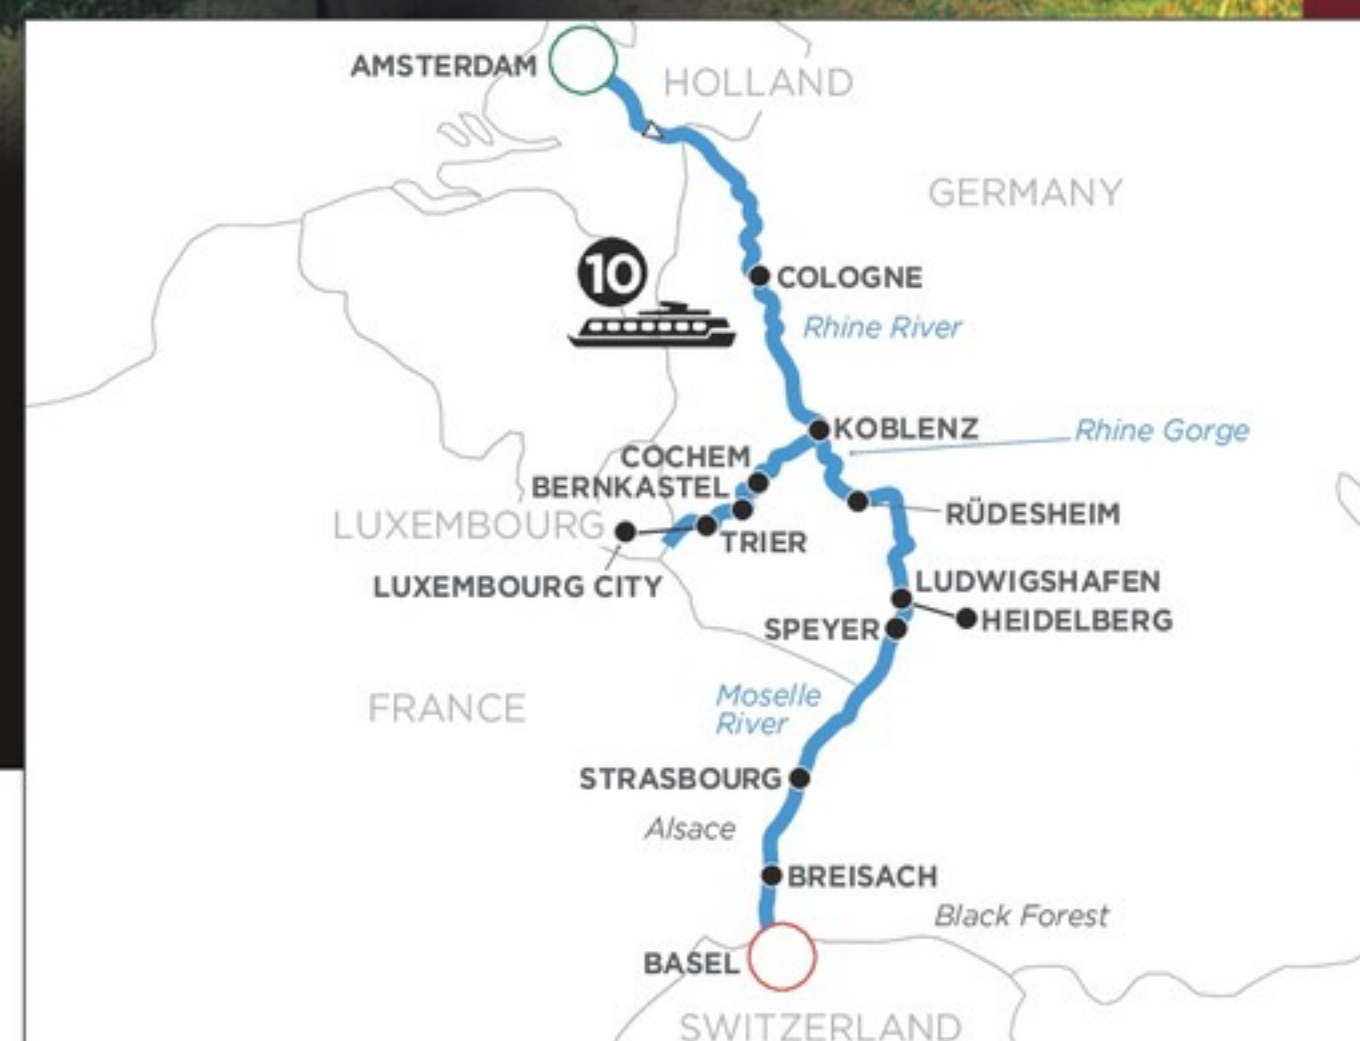 AMSTERDAM
HOLLAND
GERMANY
10
COLOGNE
Rhine River
KOBLENZ
Rhine Gorge
COCHEM
BERNKASTEL
LUXEMBOURG
TRIER
RÜDESHEIM
LUXEMBOURG CITY
LUDWIGSHAFEN
HEIDELBERG
SPEYER
FRANCE
Moselle
River
STRASBOURG
Alsace
BREISACH
Black Forest
BASEL
SWITZERLAND